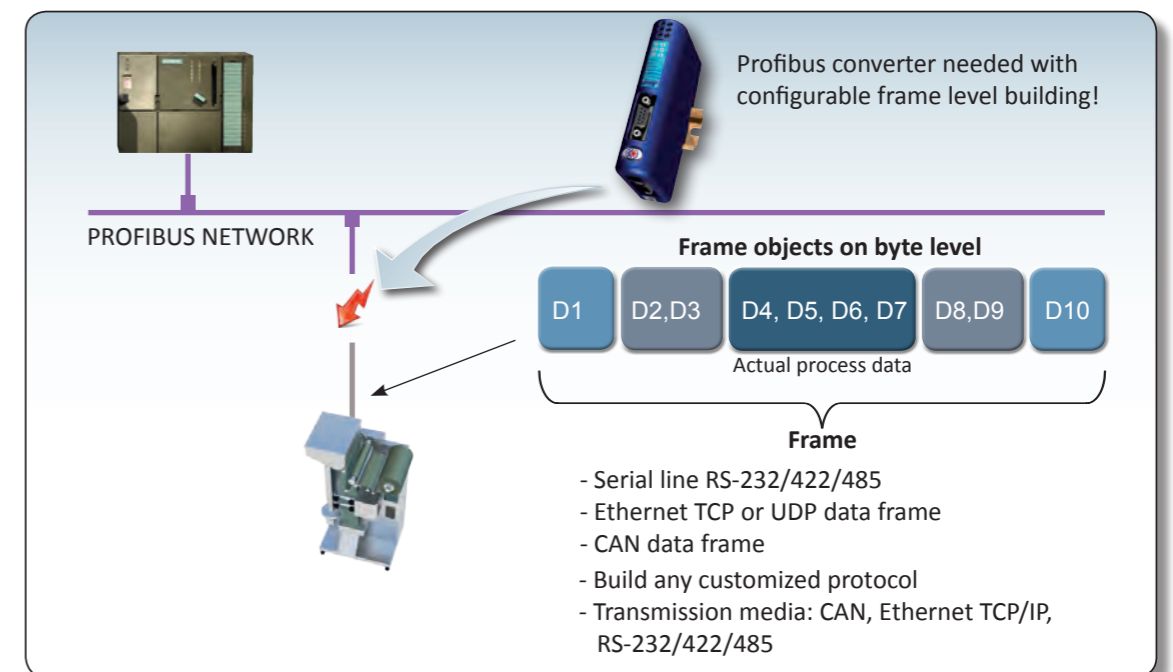 Profibus converter needed with
configurable frame level building!
PROFIBUS NETWORK
Frame objects on byte level
D1 D2,D3 D4, D5, D6, D7 D8,D9 D10
Actual process data
Frame
- Serial line RS-232/422/485
- Ethernet TCP or UDP data frame
- CAN data frame
- Build any customized protocol
- Transmission media: CAN, Ethernet TCP/IP,
RS-232/422/485